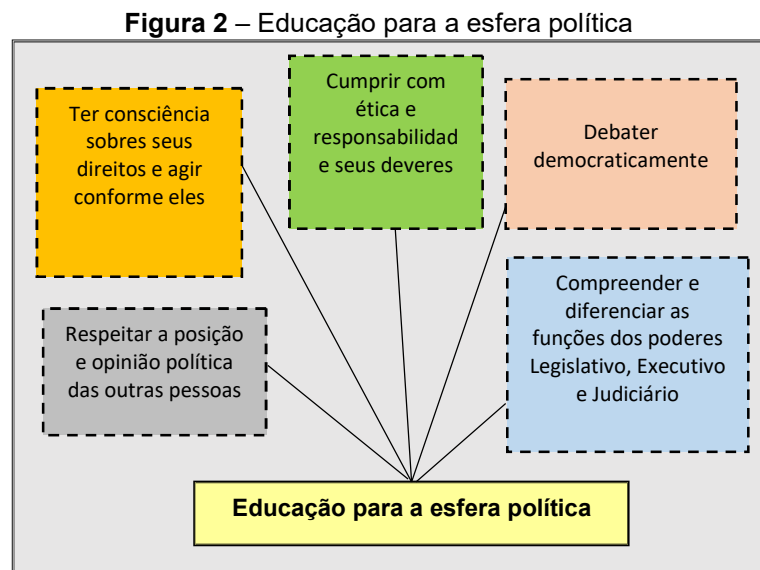 Figura 2 – Educação para a esfera política
Ter consciência
sobres seus
direitos e agir
conforme eles
Cumprir com
ética e
responsabilidad
e seus deveres
Debater
democraticamente
Respeitar a posição
e opinião política
das outras pessoas
Compreender e
diferenciar as
funções dos poderes
Legislativo, Executivo
e Judiciário
Educação para a esfera política